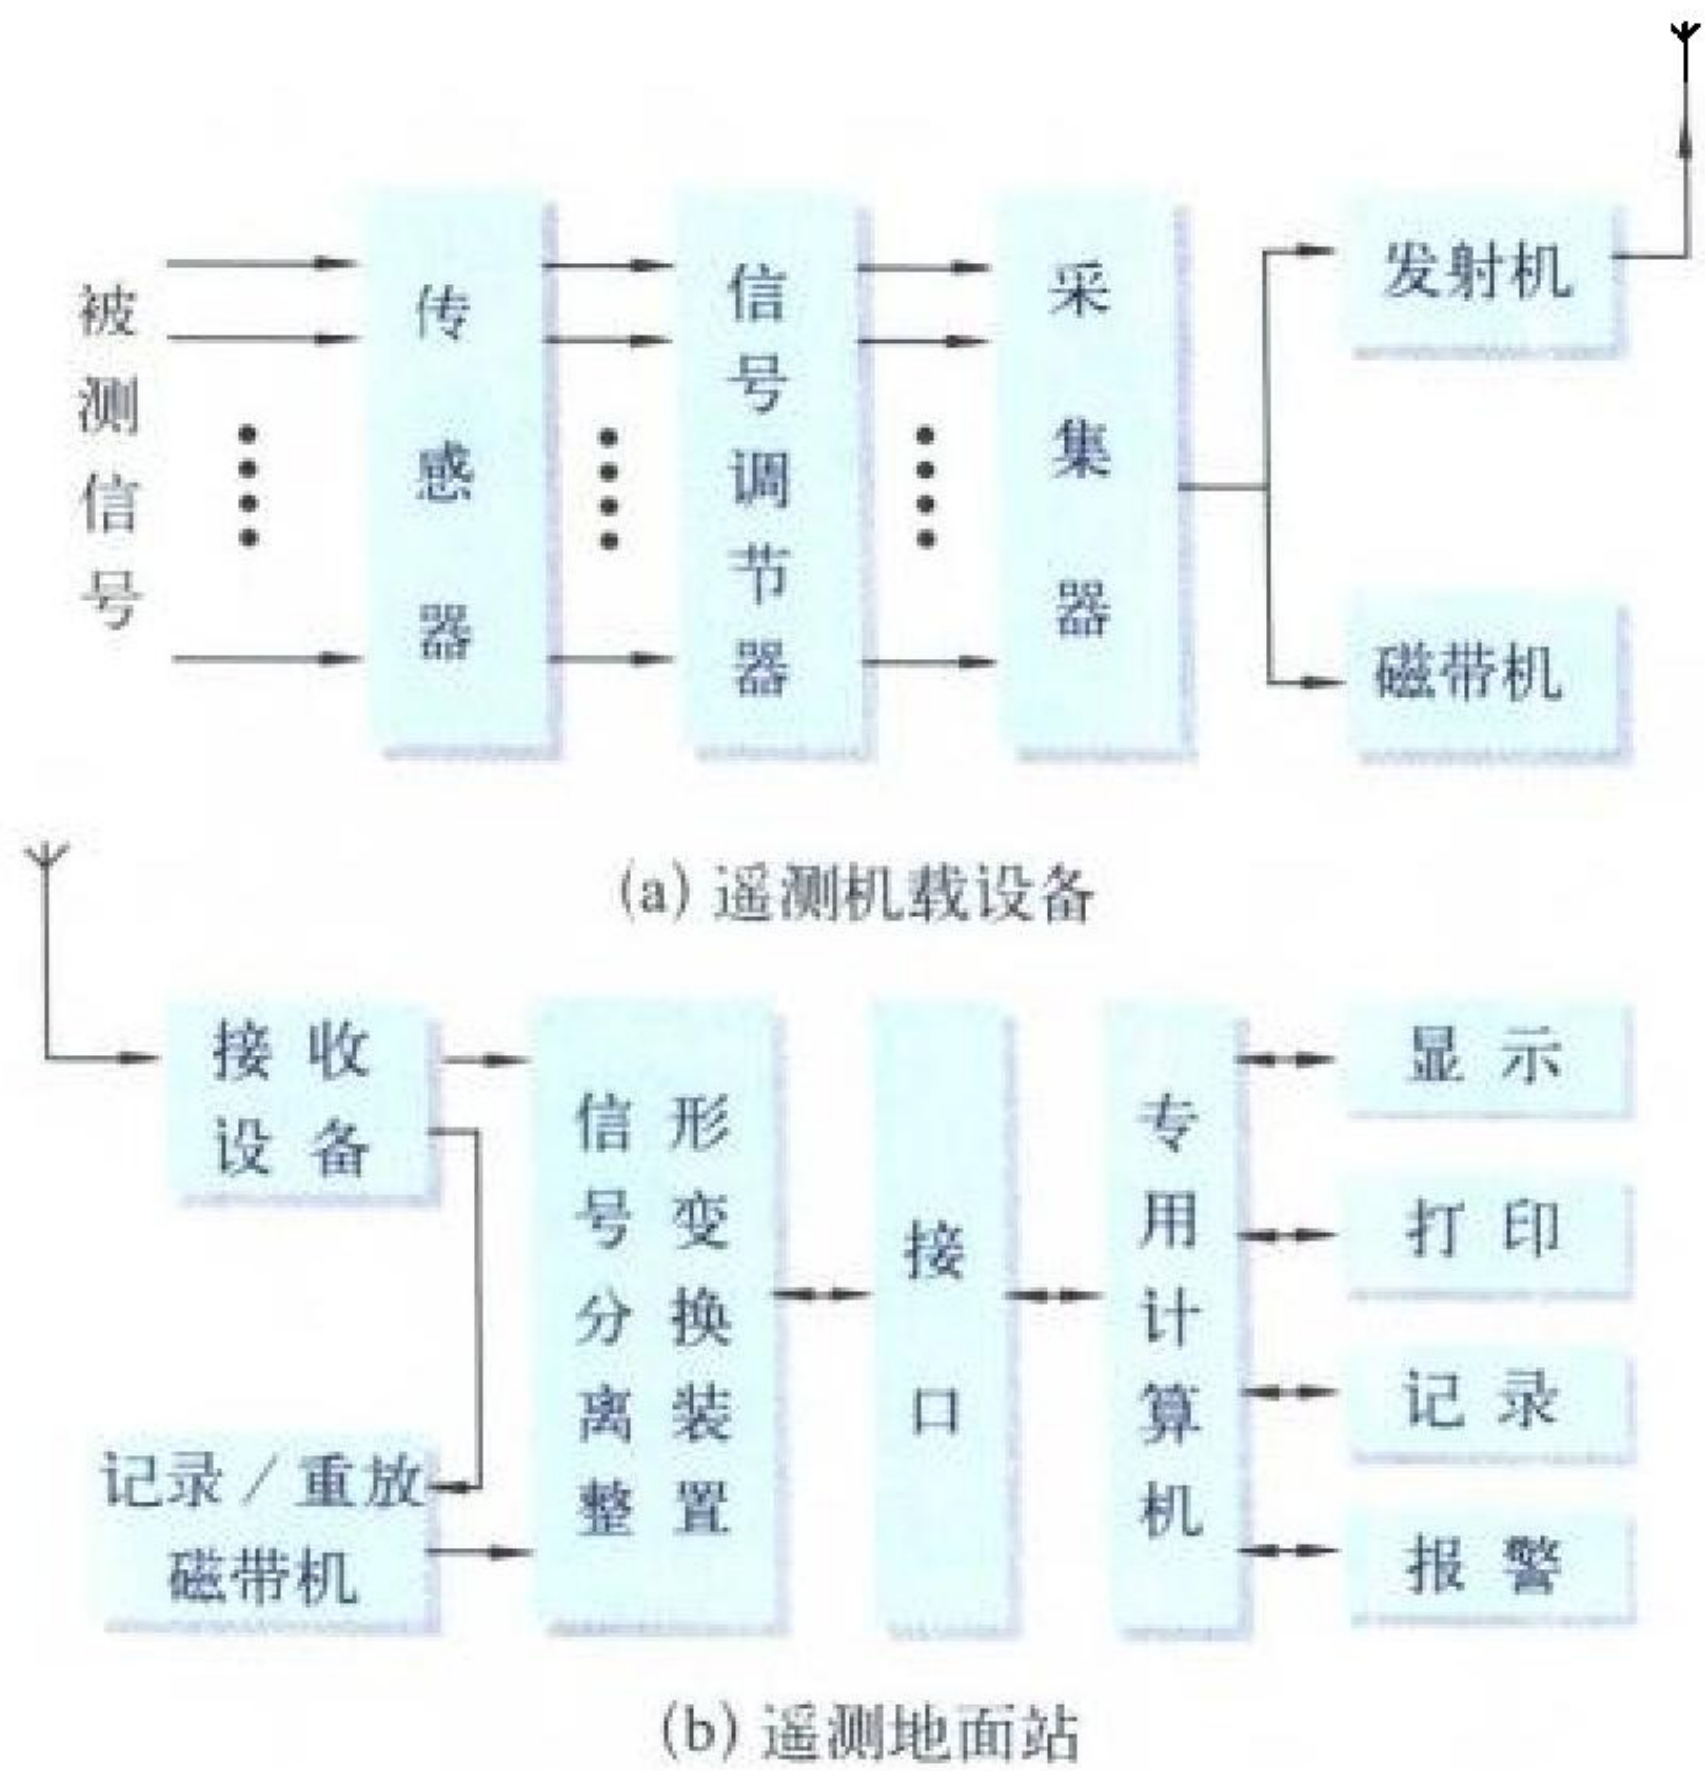 被测信号
传感器
信号调节器
采集器
发射机
磁带机
(a) 遥测机载设备
接收
设备
记录/重放
磁带机
信号分离整
形变换装置
接口
专用计算机
显示
打印
记录
报警
(b) 遥测地面站